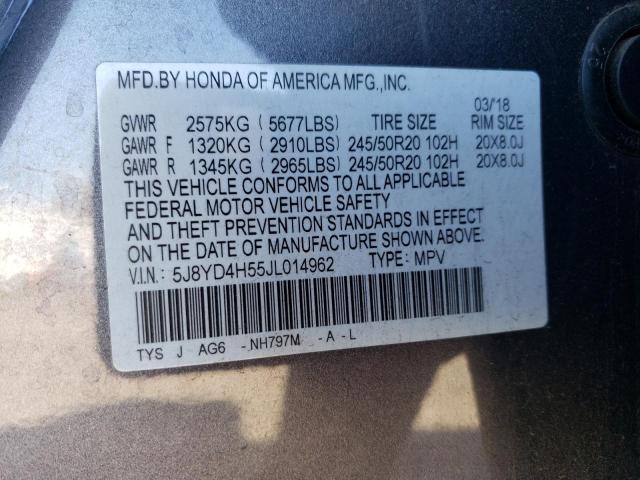 MFD.BY HONDA OF AMERICA MFG.,INC.
03/'18
GVWR 2575KG (5677LBS) TIRE SIZE RIM SIZE
GAWR F 1320KG (2910LBS) 245/50R20 102H 20X8.0J
GAWR R 1345KG (2965LBS) 245/50R20 102H 20X8.0J
THIS VEHICLE CONFORMS TO ALL APPLICABLE
FEDERAL MOTOR VEHICLE SAFETY
AND THEFT PREVENTION STANDARDS IN EFFECT
ON THE DATE OF MANUFACTURE SHOWN ABOVE.
V.I.N.: 5J8YD4H55JL014962 TYPE: MPV
TYS J AG6 -NH797M -A -L